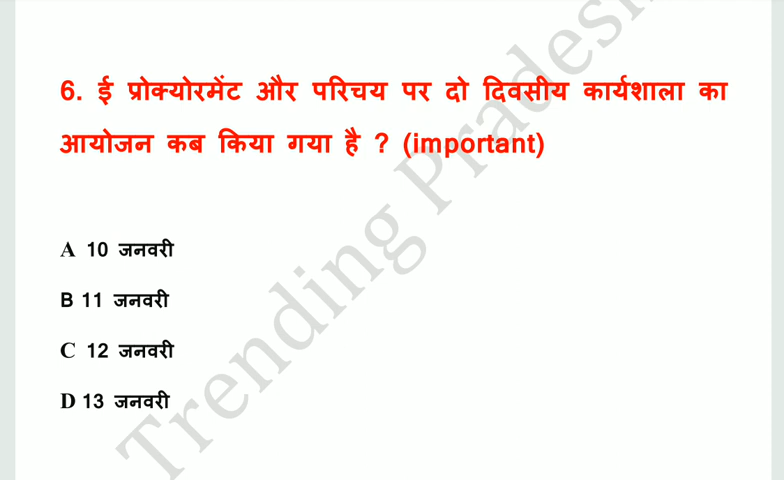 6. ई प्रोक्योरमेंट और परिचय पर दो दिवसीय कार्यशाला का
आयोजन कब किया गया है ? (important)
A 10 जनवरी
B 11 जनवरी
C 12 जनवरी
D 13 जनवरी
Trending Pradesh